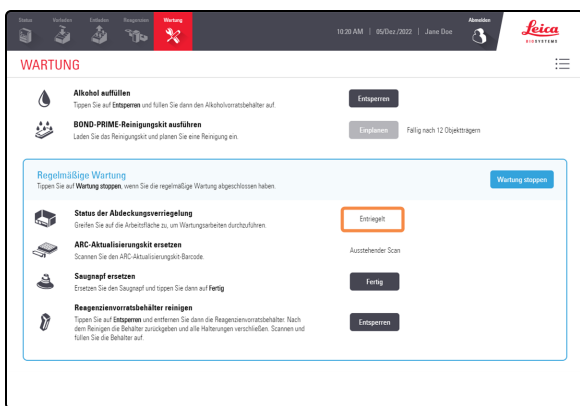 Status Vorladen Entladen Reagenzien Wartung
10:20 AM | 05/Dez./2022 | Jane Doe
Abmelden
Leica
BIOSYSTEMS
WARTUNG
Alkohol auffüllen
Tippen Sie auf Entsperren und füllen Sie dann den Alkoholvorratsbehälter auf.
Entsperren
BOND-PRIME-Reinigungskit ausführen
Laden Sie das Reinigungskit und planen Sie eine Reinigung ein.
Einplanen
Fällig nach 12 Objektträgern
Regelmäßige Wartung
Tippen Sie auf Wartung stoppen, wenn Sie die regelmäßige Wartung abgeschlossen haben.
Wartung stoppen
Status der Abdeckungsverriegelung
Greifen Sie auf die Arbeitsfläche zu, um Wartungsarbeiten durchzuführen.
Entriegelt
ARC-Aktualisierungskit ersetzen
Scannen Sie den ARC-Aktualisierungskit-Barcode.
Ausstehender Scan
Saugnapf ersetzen
Ersetzen Sie den Saugnapf und tippen Sie dann auf Fertig
Fertig
Reagenzienvorratsbehälter reinigen
Tippen Sie auf Entsperren und entfernen Sie dann die Reagenzienvorratsbehälter. Nach
dem Reinigen die Behälter zurückgeben und alle Halterungen verschließen. Scannen und
füllen Sie die Behälter auf.
Entsperren